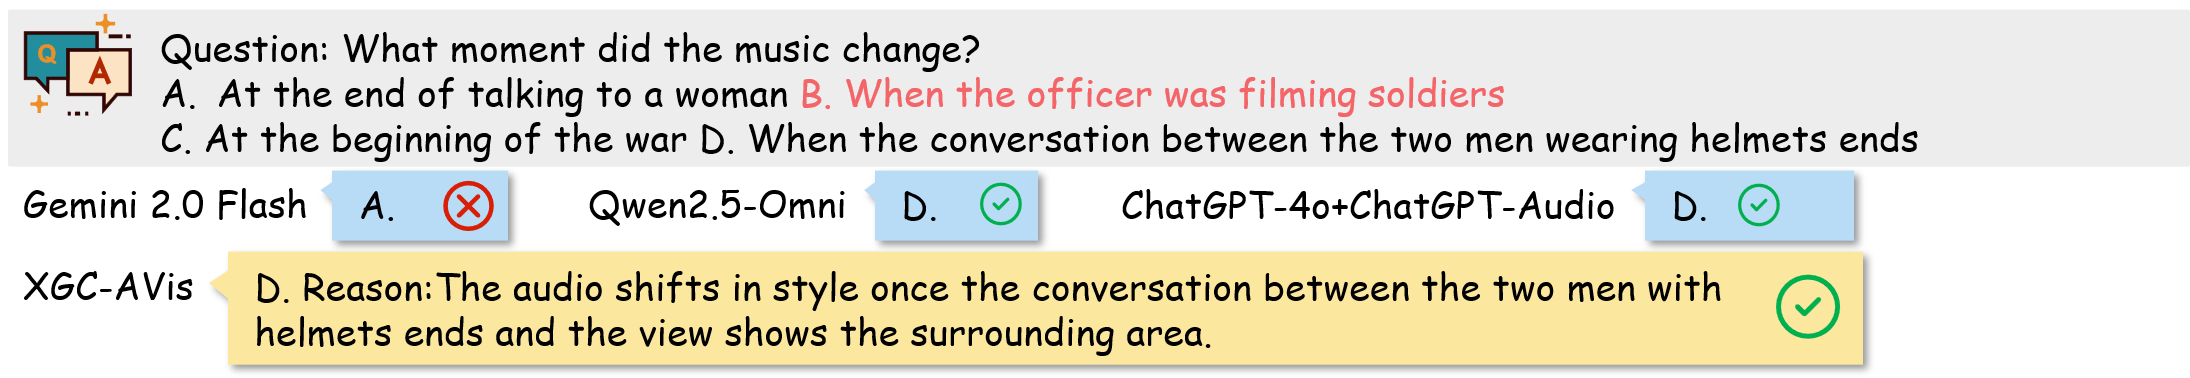 Q A
Question: What moment did the music change?
A. At the end of talking to a woman B. When the officer was filming soldiers
C. At the beginning of the war D. When the conversation between the two men wearing helmets ends
Gemini 2.0 Flash A. Qwen2.5-Omni D. ChatGPT-4o+ChatGPT-Audio D.
XGC-AVis D. Reason:The audio shifts in style once the conversation between the two men with
helmets ends and the view shows the surrounding area.